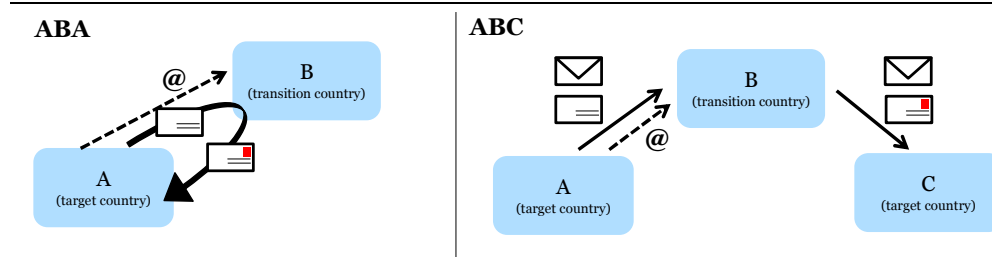 ABA
@
B
(transition country)
A
(target country)
ABC
B
(transition country)
@
A
(target country)
C
(target country)